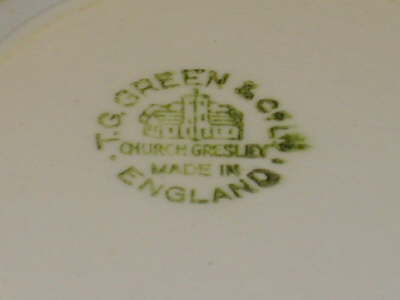 T.G. GREEN & Co. Ltd.
CHURCH GRESLEY
MADE IN
ENGLAND